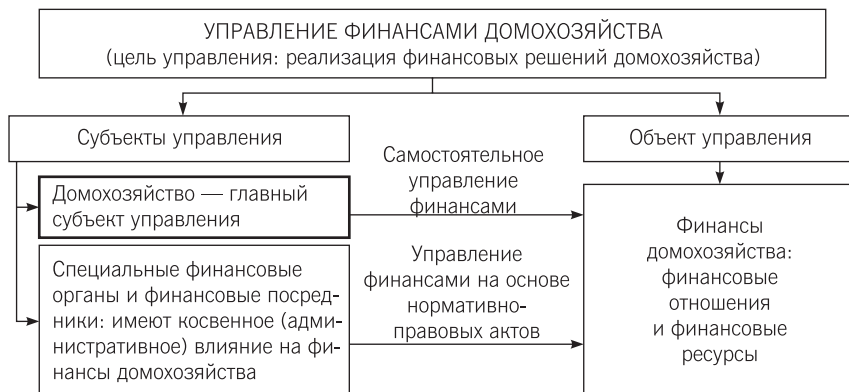 УПРАВЛЕНИЕ ФИНАНСАМИ ДОМОХОЗЯЙСТВА
(цель управления: реализация финансовых решений домохозяйства)
Субъекты управления
Объект управления
Домохозяйство — главный
субъект управления
Самостоятельное
управление
финансами
Специальные финансовые
органы и финансовые посред-
ники: имеют косвенное (адми-
нистративное) влияние на фи-
нансы домохозяйства
Управление
финансами на основе
нормативно-
правовых актов
Финансы
домохозяйства:
финансовые
отношения
и финансовые
ресурсы